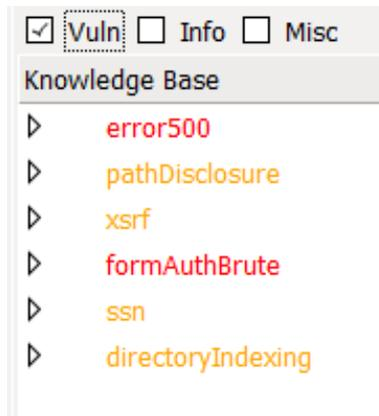 Vuln Info Misc
Knowledge Base
error500
pathDisclosure
xsrf
formAuthBrute
ssn
directoryIndexing